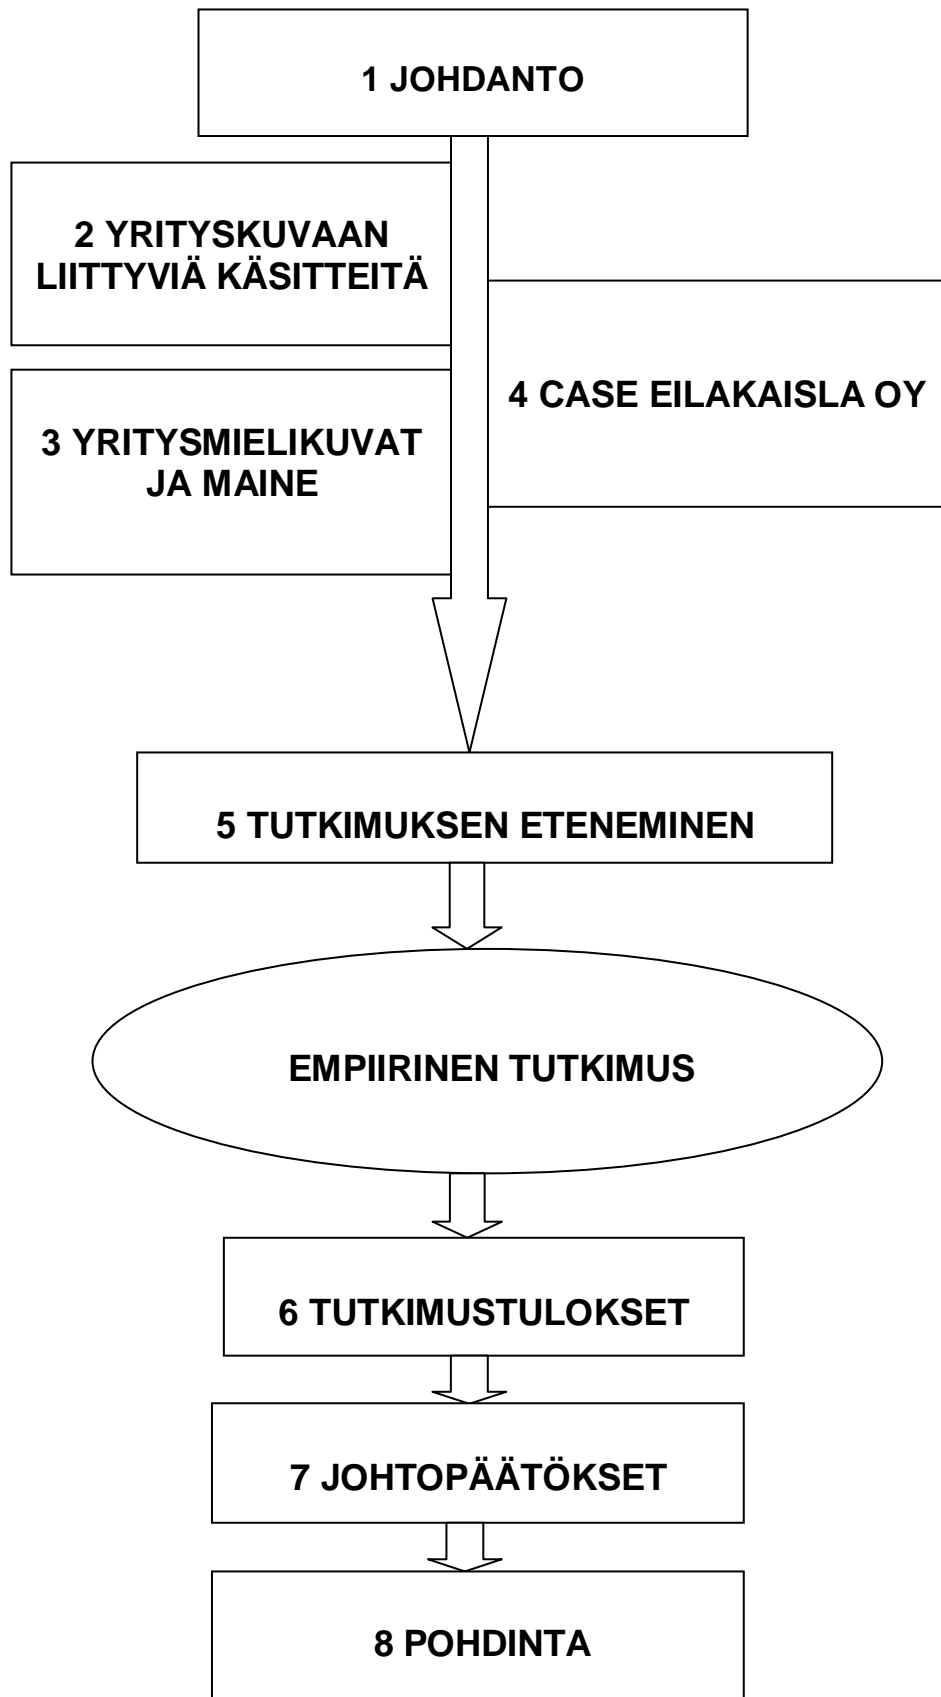 1 JOHDANTO
2 YRITYSKUVAAN
LIITTYVIÄ KÄSITTEITÄ
3 YRITYSMIELIKUVAT
JA MAINE
4 CASE EILAKAISLA OY
5 TUTKIMUKSEN ETENEMINEN
EMPIIRINEN TUTKIMUS
6 TUTKIMUSTULOKSET
7 JOHTOPÄÄTÖKSET
8 POHDINTA